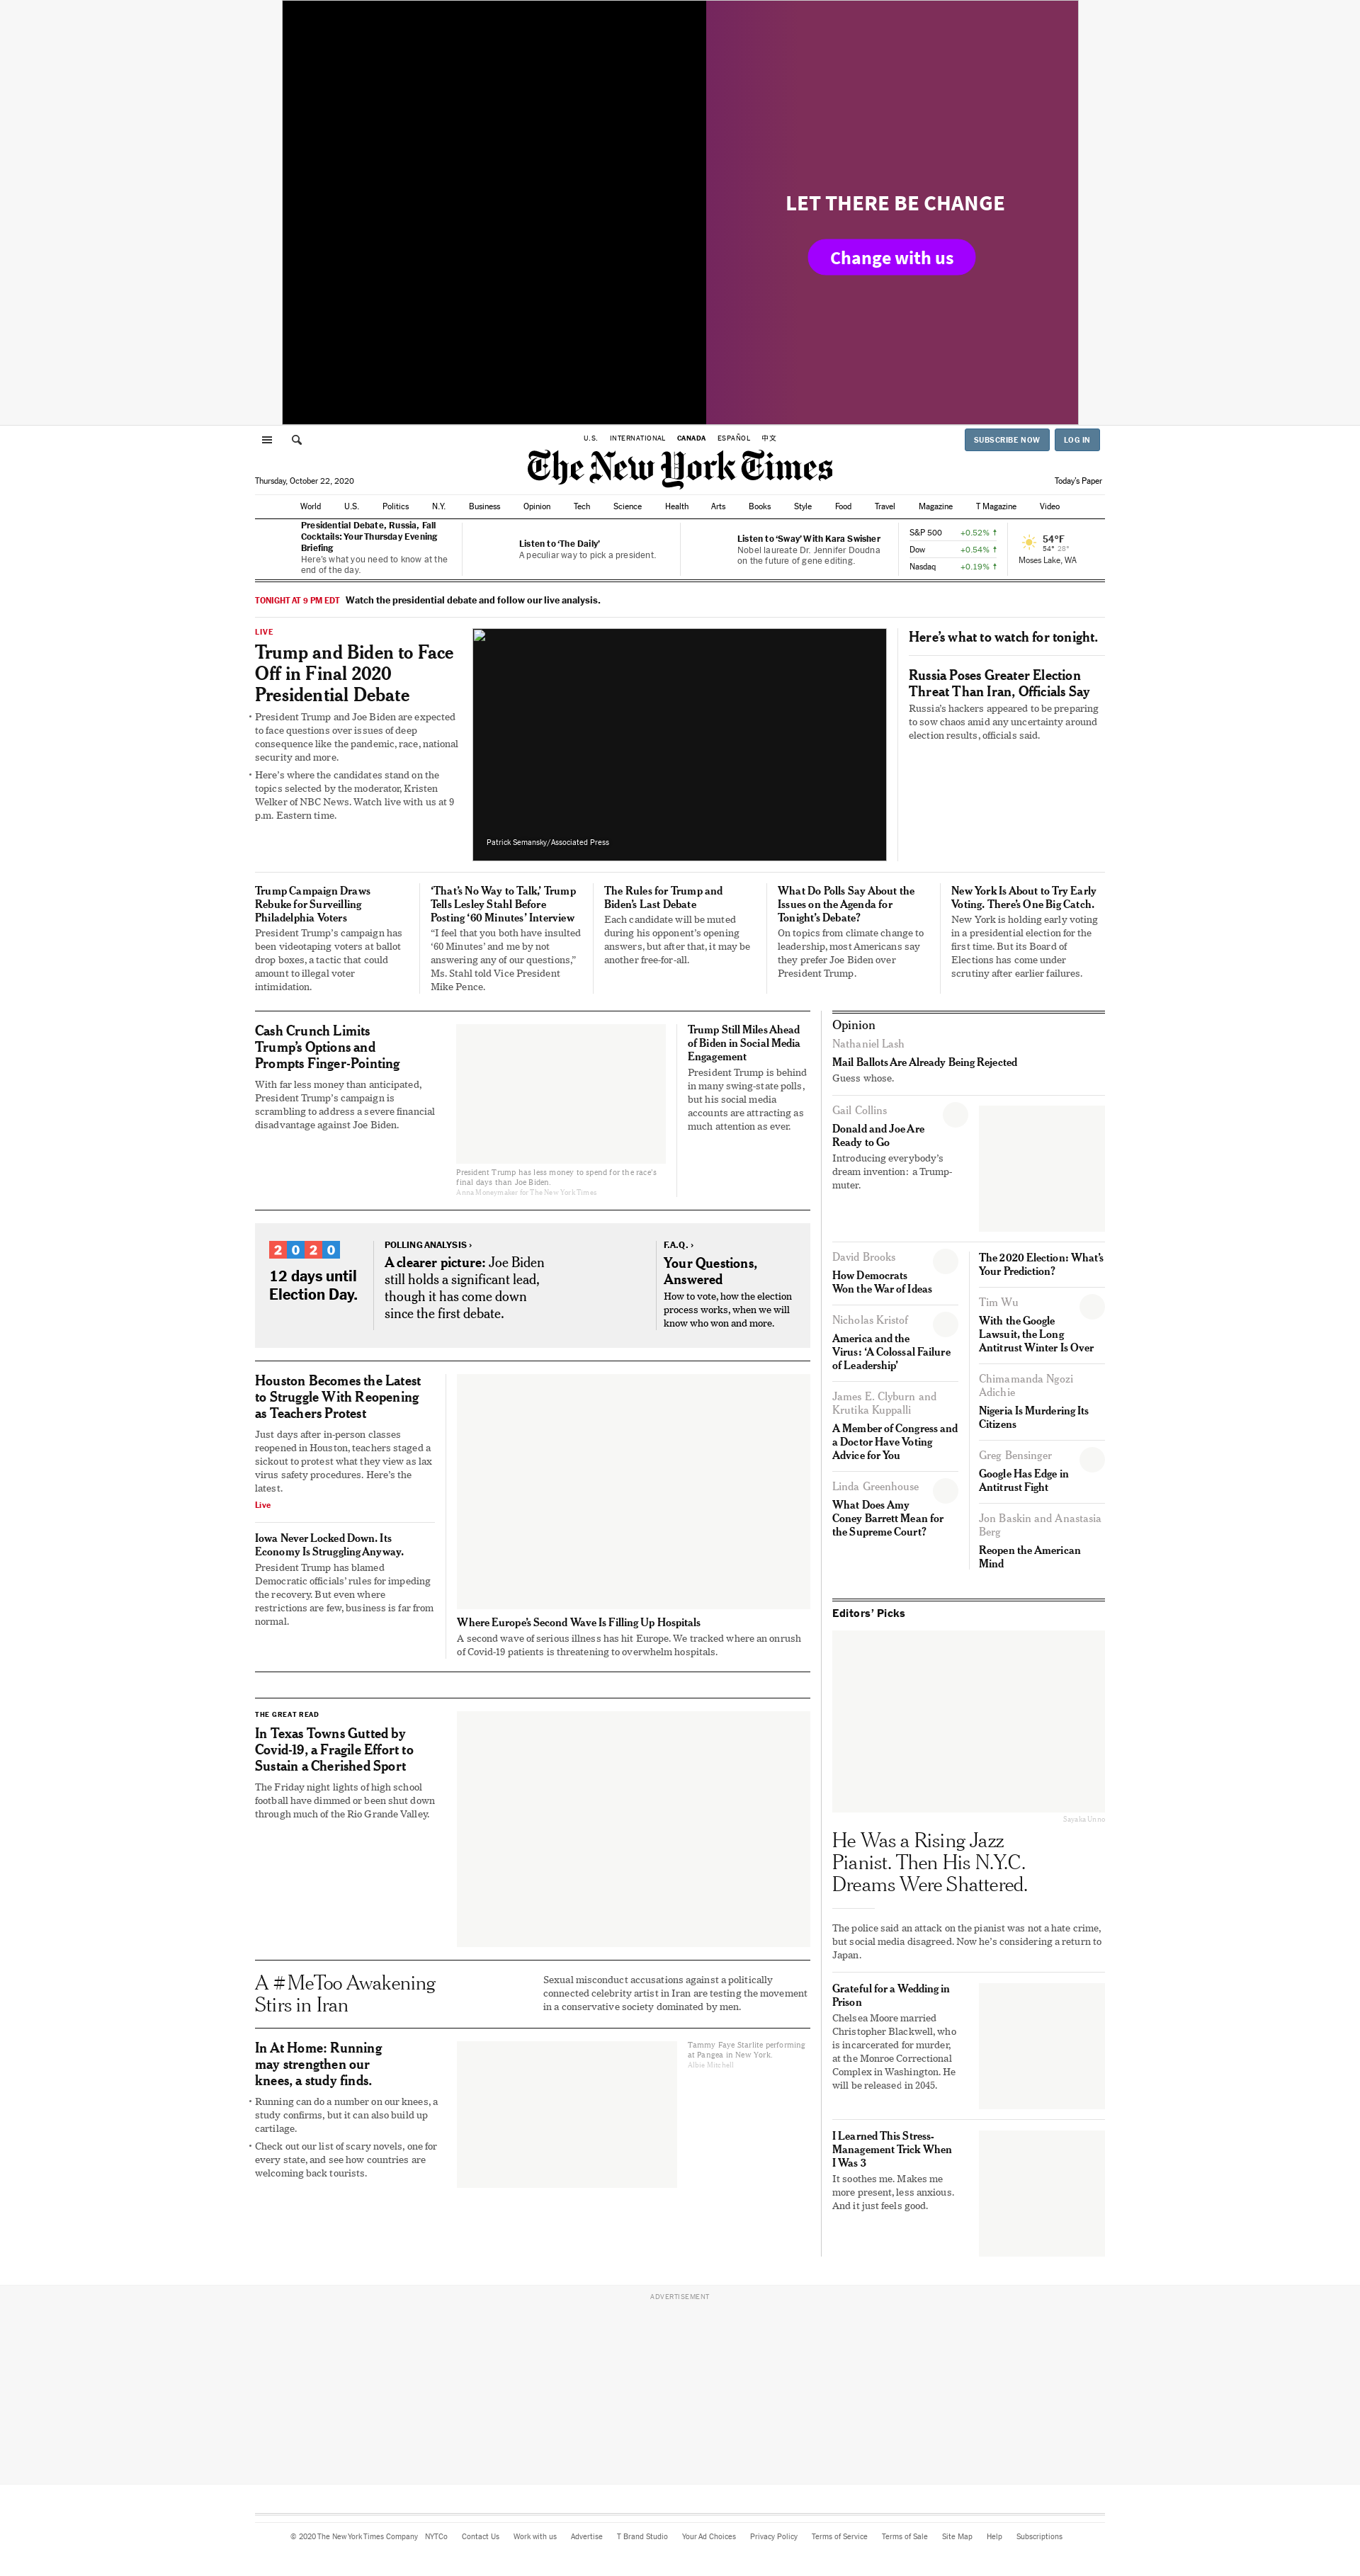 LET THERE BE CHANGE
Change with us
U.S. INTERNATIONAL CANADA ESPAÑOL 中文
SUBSCRIBE NOW LOG IN
The New York Times
Thursday, October 22, 2020
Today's Paper
World U.S. Politics N.Y. Business Opinion Tech Science Health Arts Books Style Food Travel Magazine T Magazine Video
Presidential Debate, Russia, Fall
Cocktails: Your Thursday Evening
Briefing
Here's what you need to know at the
end of the day.
Listen to 'The Daily'
A peculiar way to pick a president.
Listen to 'Sway' With Kara Swisher
Nobel laureate Dr. Jennifer Doudna
on the future of gene editing.
S&P 500 +0.52% ↑
Dow +0.54% ↑
Nasdaq +0.19% ↑
54°F
54° 28°
Moses Lake, WA
TONIGHT AT 9 PM EDT Watch the presidential debate and follow our live analysis.
LIVE
Trump and Biden to Face
Off in Final 2020
Presidential Debate
• President Trump and Joe Biden are expected
to face questions over issues of deep
consequence like the pandemic, race, national
security and more.
• Here's where the candidates stand on the
topics selected by the moderator, Kristen
Welker of NBC News. Watch live with us at 9
p.m. Eastern time.
Patrick Semansky/Associated Press
Here's what to watch for tonight.
Russia Poses Greater Election
Threat Than Iran, Officials Say
Russia's hackers appeared to be preparing
to sow chaos amid any uncertainty around
election results, officials said.
Trump Campaign Draws
Rebuke for Surveilling
Philadelphia Voters
President Trump's campaign has
been videotaping voters at ballot
drop boxes, a tactic that could
amount to illegal voter
intimidation.
'That's No Way to Talk,' Trump
Tells Lesley Stahl Before
Posting '60 Minutes' Interview
"I feel that you both have insulted
'60 Minutes' and me by not
answering any of our questions,"
Ms. Stahl told Vice President
Mike Pence.
The Rules for Trump and
Biden's Last Debate
Each candidate will be muted
during his opponent's opening
answers, but after that, it may be
another free-for-all.
What Do Polls Say About the
Issues on the Agenda for
Tonight's Debate?
On topics from climate change to
leadership, most Americans say
they prefer Joe Biden over
President Trump.
New York Is About to Try Early
Voting. There's One Big Catch.
New York is holding early voting
in a presidential election for the
first time. But its Board of
Elections has come under
scrutiny after earlier failures.
Cash Crunch Limits
Trump's Options and
Prompts Finger-Pointing
With far less money than anticipated,
President Trump's campaign is
scrambling to address a severe financial
disadvantage against Joe Biden.
President Trump has less money to spend for the race's
final days than Joe Biden.
Anna Moneymaker for The New York Times
Trump Still Miles Ahead
of Biden in Social Media
Engagement
President Trump is behind
in many swing-state polls,
but his social media
accounts are attracting as
much attention as ever.
2020
12 days until
Election Day.
POLLING ANALYSIS ›
A clearer picture: Joe Biden
still holds a significant lead,
though it has come down
since the first debate.
F.A.Q. ›
Your Questions,
Answered
How to vote, how the election
process works, when we will
know who won and more.
Houston Becomes the Latest
to Struggle With Reopening
as Teachers Protest
Just days after in-person classes
reopened in Houston, teachers staged a
sickout to protest what they view as lax
virus safety procedures. Here's the
latest.
Live
Iowa Never Locked Down. Its
Economy Is Struggling Anyway.
President Trump has blamed
Democratic officials' rules for impeding
the recovery. But even where
restrictions are few, business is far from
normal.
Where Europe's Second Wave Is Filling Up Hospitals
A second wave of serious illness has hit Europe. We tracked where an onrush
of Covid-19 patients is threatening to overwhelm hospitals.
THE GREAT READ
In Texas Towns Gutted by
Covid-19, a Fragile Effort to
Sustain a Cherished Sport
The Friday night lights of high school
football have dimmed or been shut down
through much of the Rio Grande Valley.
A #MeToo Awakening
Stirs in Iran
Sexual misconduct accusations against a politically
connected celebrity artist in Iran are testing the movement
in a conservative society dominated by men.
In At Home: Running
may strengthen our
knees, a study finds.
• Running can do a number on our knees, a
study confirms, but it can also build up
cartilage.
• Check out our list of scary novels, one for
every state, and see how countries are
welcoming back tourists.
Tammy Faye Starlite performing
at Pangea in New York.
Albie Mitchell
Opinion
Nathaniel Lash
Mail Ballots Are Already Being Rejected
Guess whose.
Gail Collins
Donald and Joe Are
Ready to Go
Introducing everybody's
dream invention: a Trump-
muter.
David Brooks
How Democrats
Won the War of Ideas
Nicholas Kristof
America and the
Virus: 'A Colossal Failure
of Leadership'
James E. Clyburn and
Krutika Kuppalli
A Member of Congress and
a Doctor Have Voting
Advice for You
Linda Greenhouse
What Does Amy
Coney Barrett Mean for
the Supreme Court?
The 2020 Election: What's
Your Prediction?
Tim Wu
With the Google
Lawsuit, the Long
Antitrust Winter Is Over
Chimamanda Ngozi
Adichie
Nigeria Is Murdering Its
Citizens
Greg Bensinger
Google Has Edge in
Antitrust Fight
Jon Baskin and Anastasia
Berg
Reopen the American
Mind
Editors' Picks
Sayaka Ueno
He Was a Rising Jazz
Pianist. Then His N.Y.C.
Dreams Were Shattered.
The police said an attack on the pianist was not a hate crime,
but social media disagreed. Now he's considering a return to
Japan.
Grateful for a Wedding in
Prison
Chelsea Moore married
Christopher Blackwell, who
is incarcerated for murder,
at the Monroe Correctional
Complex in Washington. He
will be released in 2045.
I Learned This Stress-
Management Trick When
I Was 3
It soothes me. Makes me
more present, less anxious.
And it just feels good.
ADVERTISEMENT
© 2020 The New York Times Company NYTCo Contact Us Work with us Advertise T Brand Studio Your Ad Choices Privacy Policy Terms of Service Terms of Sale Site Map Help Subscriptions